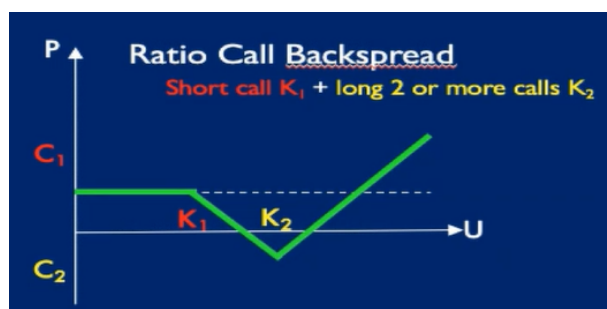 P
Ratio Call Backspread
Short call K₁ + long 2 or more calls K₂
C₁
K₁
K₂
U
C₂